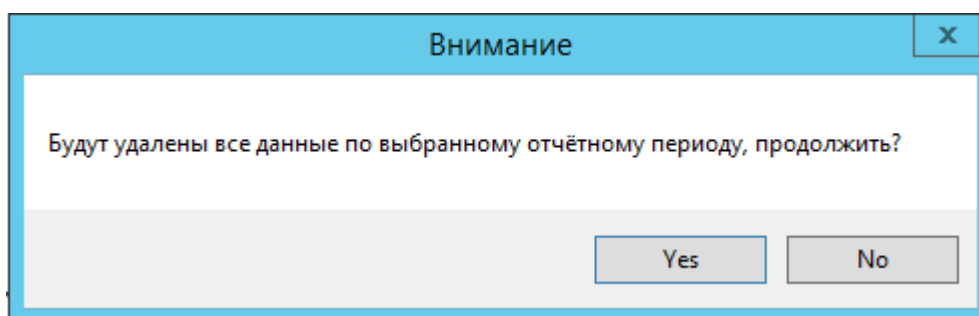 Внимание
x
Будут удалены все данные по выбранному отчётному периоду, продолжить?
Yes No